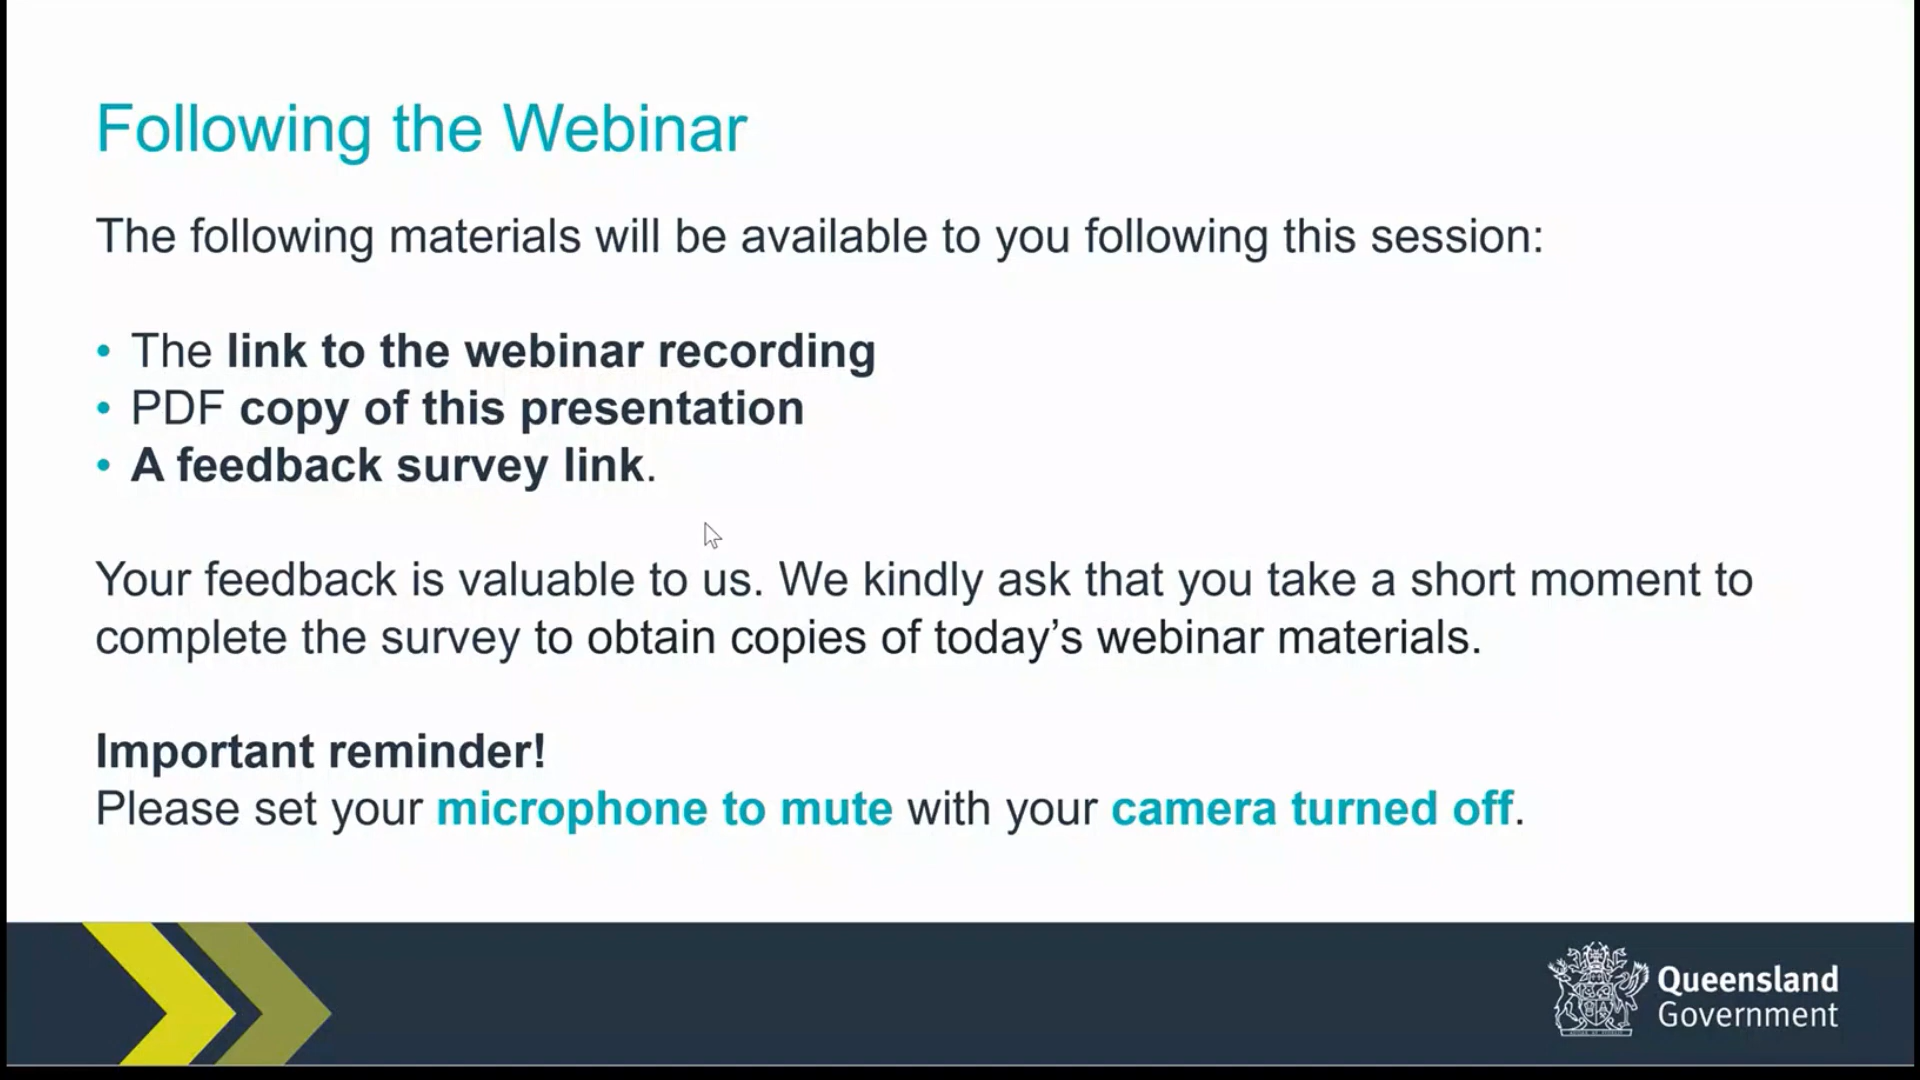 Following the Webinar
The following materials will be available to you following this session:
• The link to the webinar recording
• PDF copy of this presentation
• A feedback survey link.
Your feedback is valuable to us. We kindly ask that you take a short moment to
complete the survey to obtain copies of today’s webinar materials.
Important reminder!
Please set your microphone to mute with your camera turned off.
Queensland
Government